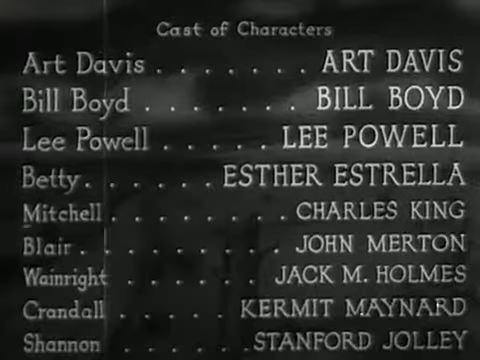 Cast of Characters
Art Davis . . . . . . . ART DAVIS
Bill Boyd . . . . . . . BILL BOYD
Lee Powell . . . . . LEE POWELL
Betty . . . . . . ESTHER ESTRELLA
Mitchell . . . . . . . . CHARLES KING
Blair . . . . . . . . . JOHN MERTON
Wainright . . . . . . JACK M. HOLMES
Crandall . . . . . KERMIT MAYNARD
Shannon . . . . . STANFORD JOLLEY